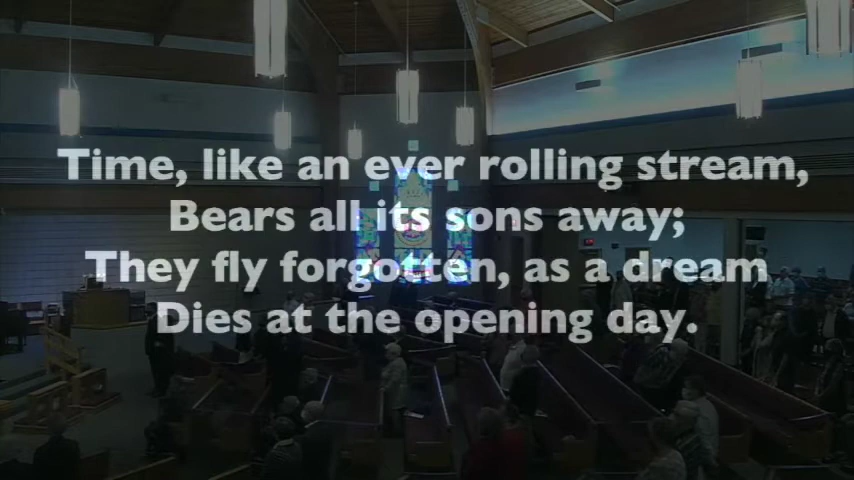 Time, like an ever rolling stream,
Bears all its sons away;
They fly forgotten, as a dream
Dies at the opening day.